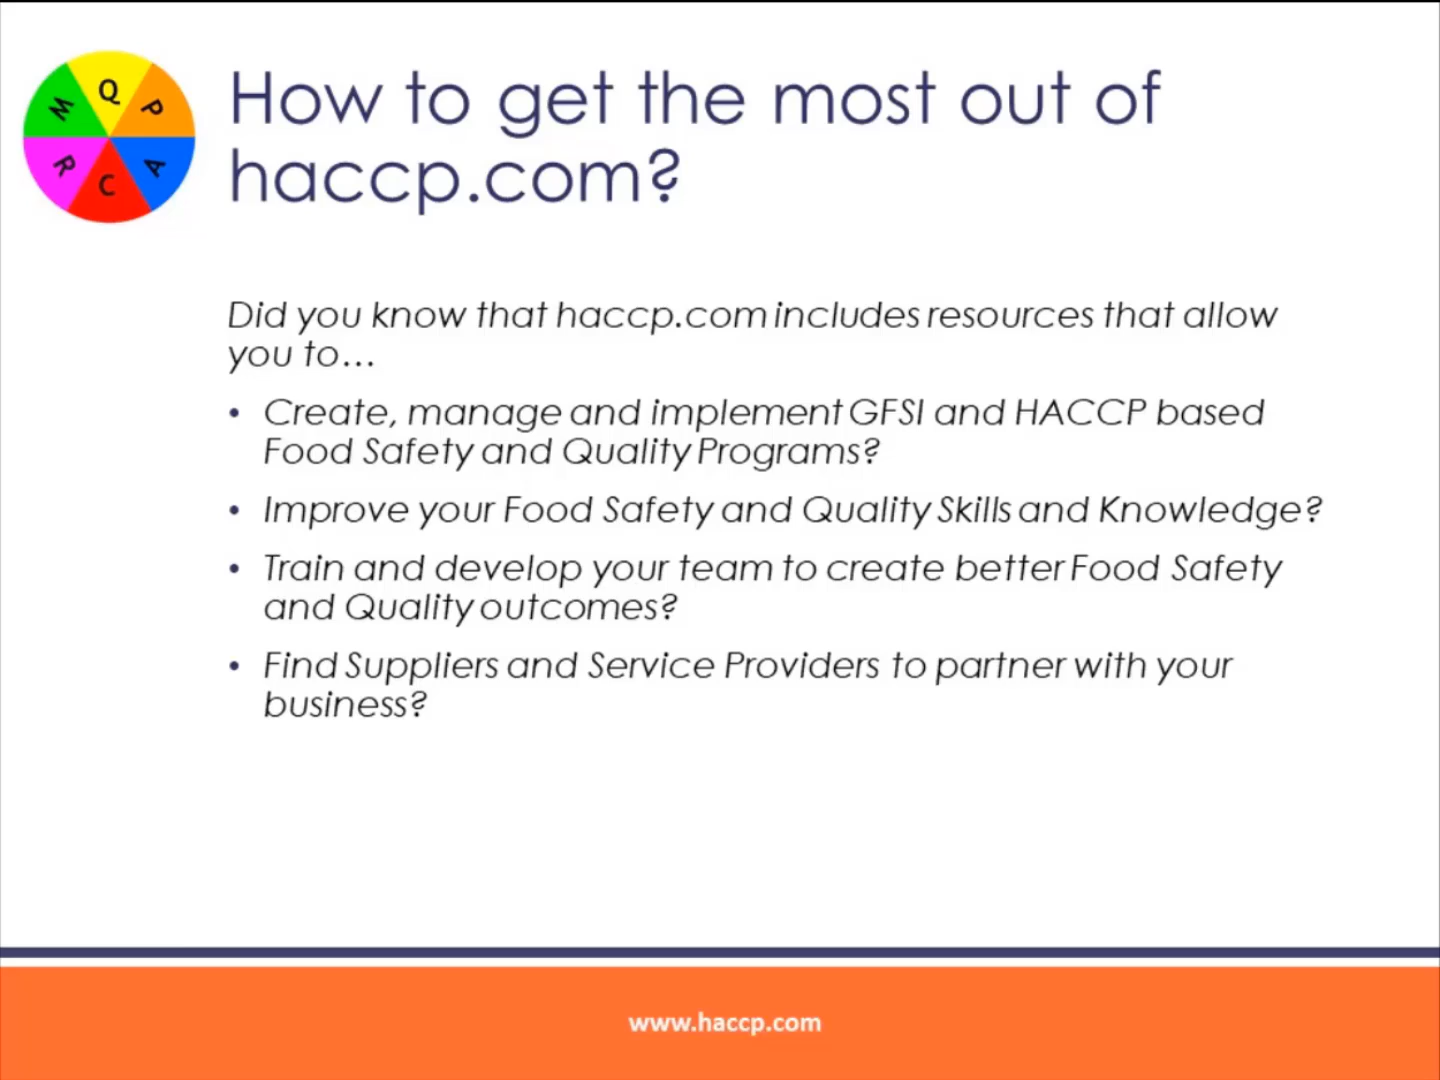 Q
P
A
C
R
M
How to get the most out of
haccp.com?
Did you know that haccp.com includes resources that allow
you to...
• Create, manage and implement GFSI and HACCP based
Food Safety and Quality Programs?
• Improve your Food Safety and Quality Skills and Knowledge?
• Train and develop your team to create better Food Safety
and Quality outcomes?
• Find Suppliers and Service Providers to partner with your
business?
www.haccp.com